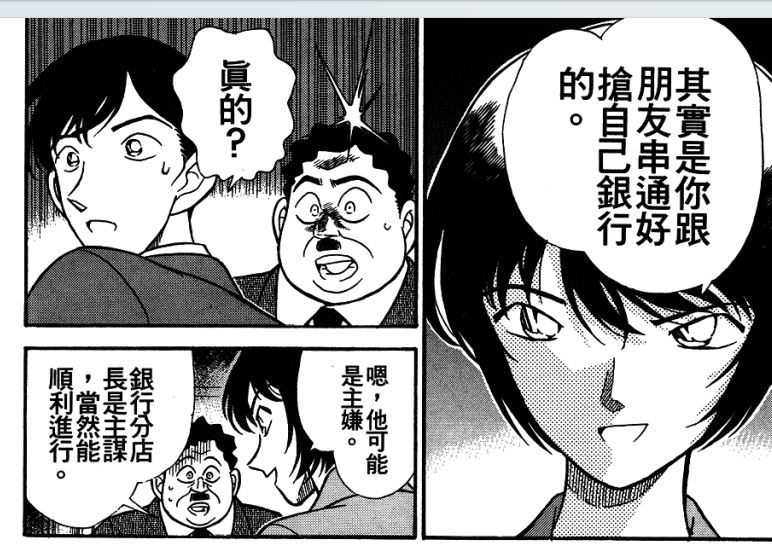 其實是你跟
朋友串通好
搶自己銀行
的。
眞的？
嗯，他可能
是主嫌。
銀行分店
長是主謀
，當然能
順利進行。